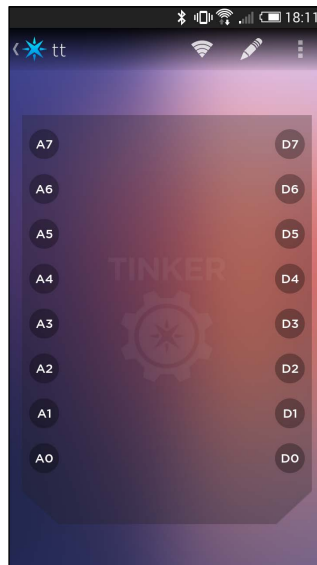 18:11
tt
A7 D7
A6 D6
A5 D5
TINKER
A4 D4
A3 D3
A2 D2
A1 D1
A0 D0